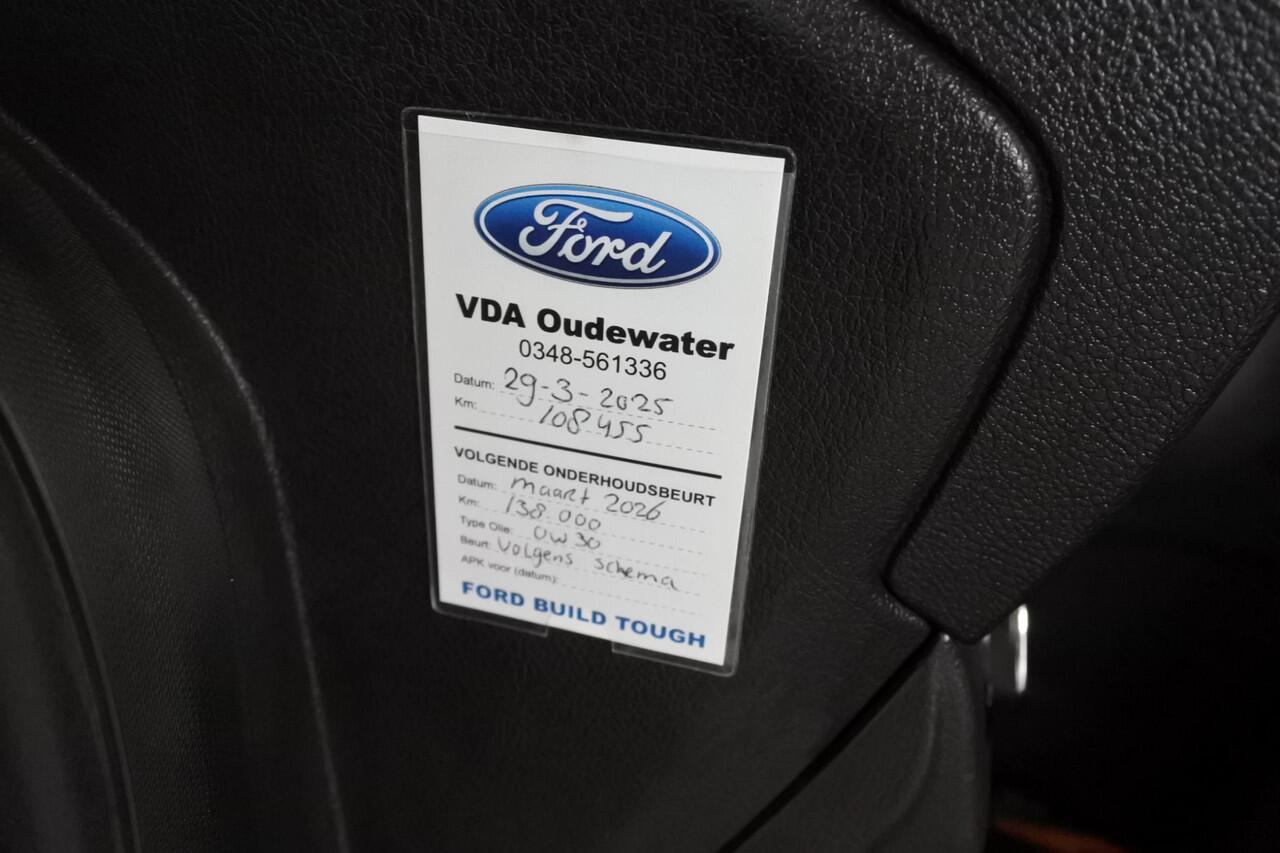 Ford
VDA Oudewater
0348-561336
Datum: 29-3-2025
Km: 108455
VOLGENDE ONDERHOUDSBEURT
Datum: maart 2026
Km: 138.000
Type Olie: 0W30
Beurt: Volgens schema
APK voor (datum):
FORD BUILD TOUGH